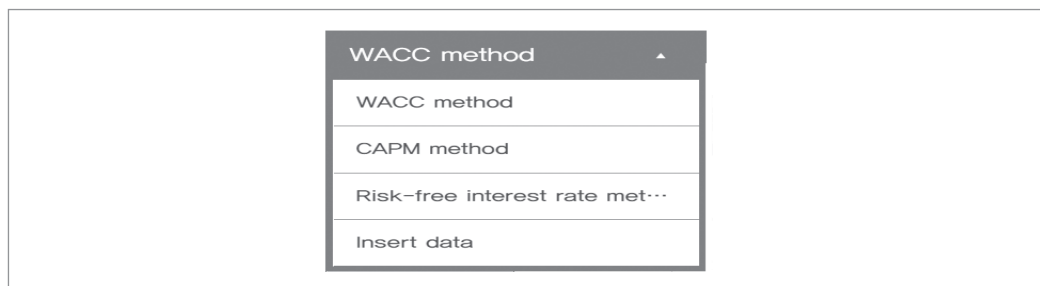 WACC method
WACC method
CAPM method
Risk-free interest rate met…
Insert data